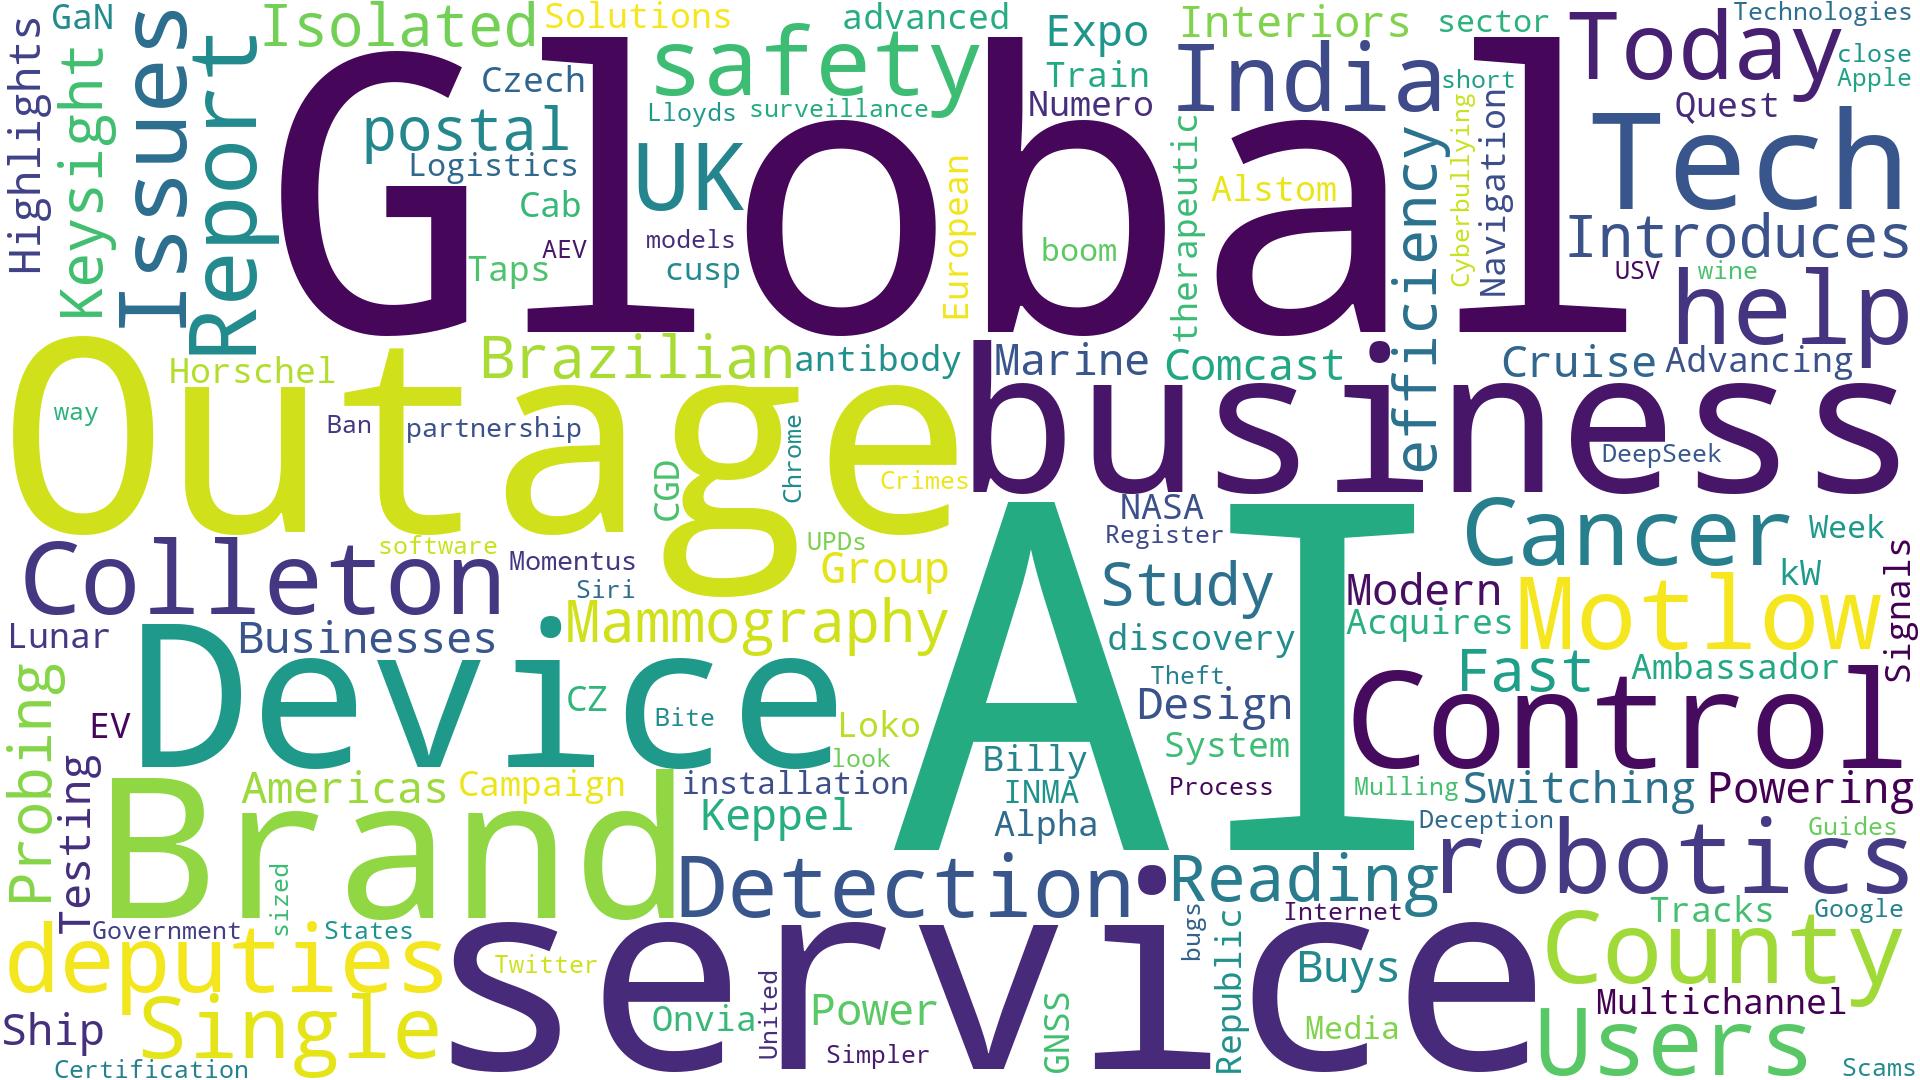 Highlights
GaN
Keysight
Issues
Report
Isolated
Solutions
safety
advanced
Expo
Train
Numero
Interiors
India
sector
short
Today
Technologies
close
Apple
Quest
Tech
Czech
postal
Logistics
Lloyds
surveillance
UK
Cab
AEV
Taps
models
cusp
Global
European
boom
therapeutic
Alstom
efficiency
Cyberbullying
Navigation
Introduces
USV
wine
help
Horschel
Brazilian
antibody
Marine
Comcast
Cruise
Advancing
way
Outage
Ban
partnership
CGD
Chrome
Crimes
business
DeepSeek
Colleton
software
Momentus
Siri
UPDs
Group
AI
NASA
Register
Study
Cancer
Week
Modern
kW
Acquires
Motlow
Signals
Lunar
Businesses
Mammography
discovery
Theft
Design
System
Fast
Ambassador
Control
Probing
EV
Device
CZ
Bite
Loko
look
Billy
INMA
Alpha
Process
Mulling
Switching
Powering
Testing
Americas
Campaign
installation
Keppel
Brand
sized
Deception
Guides
robotics
Detection
Reading
Government
States
deputies
Twitter
service
bugs
Internet
Republic
Buys
Tracks
Google
County
Multichannel
Ship
Single
Onvia
United
Power
Simpler
GNSS
Media
Users
Certification
Scams